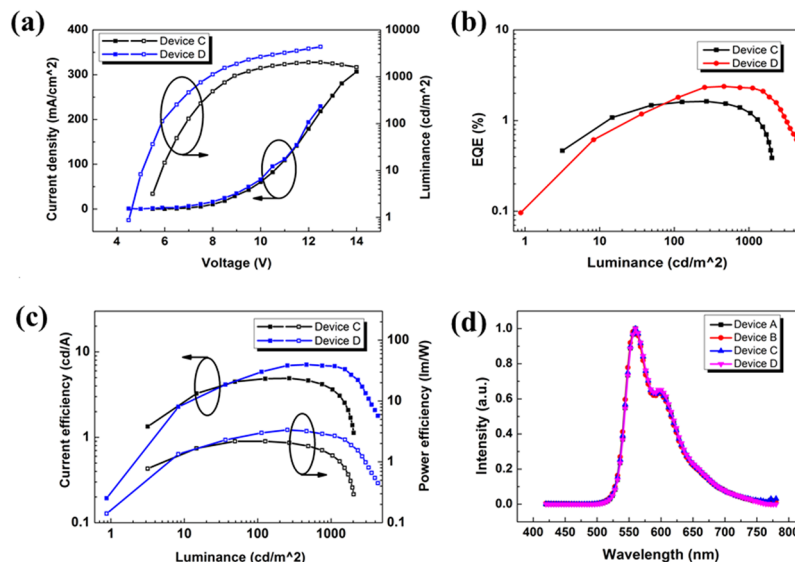 (a)
Device C
Device D
Current density (mA/cm^2)
400
300
200
100
0
4
6
8
10
12
14
Voltage (V)
10000
1000
100
10
1
Luminance (cd/m^2)
(b)
Device C
Device D
EQE (%)
10
1
0.1
1
10
100
1000
Luminance (cd/m^2)
(c)
Device C
Device D
Current efficiency (cd/A)
10
1
0.1
1
10
100
1000
Luminance (cd/m^2)
100
10
1
0.1
Power efficiency (lm/W)
(d)
Device A
Device B
Device C
Device D
Intensity (a.u.)
1.0
0.8
0.6
0.4
0.2
0.0
400
450
500
550
600
650
700
750
800
Wavelength (nm)